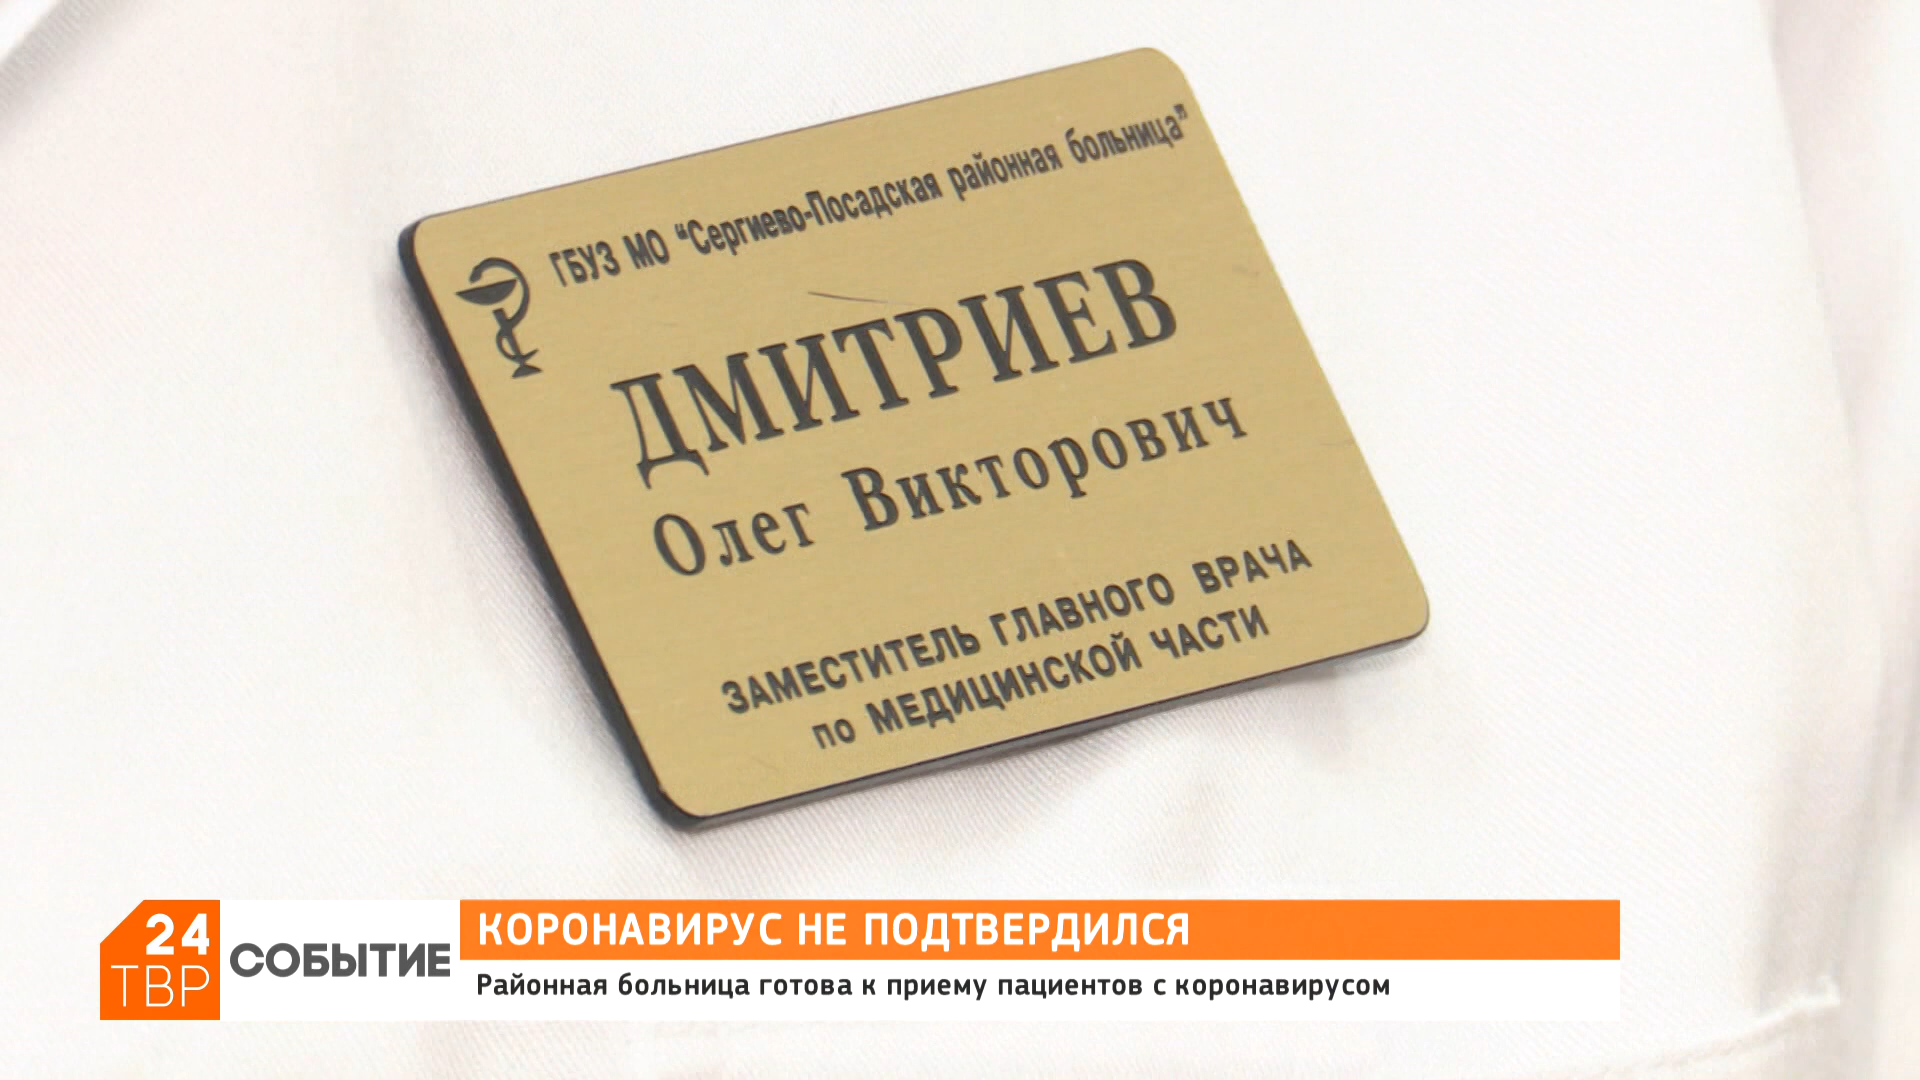 ГБУЗ МО “Сергиево-Посадская районная больница”
ДМИТРИЕВ
Олег Викторович
ЗАМЕСТИТЕЛЬ ГЛАВНОГО ВРАЧА
по МЕДИЦИНСКОЙ ЧАСТИ
24
ТВР
СОБЫТИЕ
КОРОНАВИРУС НЕ ПОДТВЕРДИЛСЯ
Районная больница готова к приему пациентов с коронавирусом